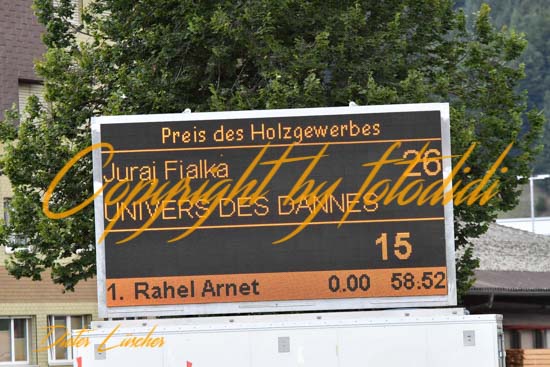 Preis des Holzgewerbes
Juraj Fialka 26
UNIVERS DES DANNES
15
1. Rahel Arnet 0.00 58.52
Copyright by fotodidi
Dieter Lüscher